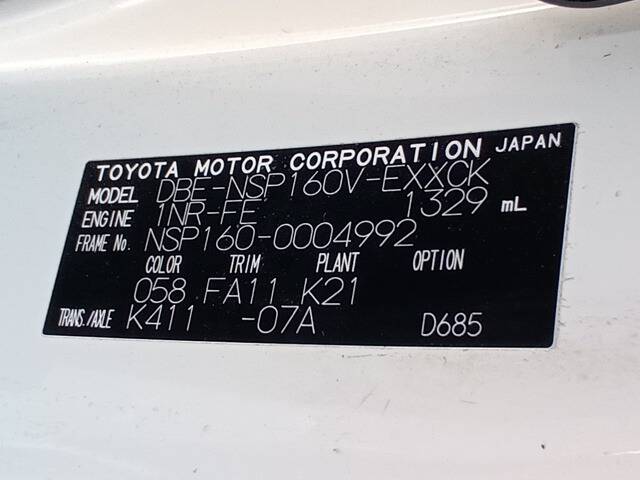 TOYOTA MOTOR CORPORATION JAPAN
MODEL DBE-NSP160V-EXXCK
ENGINE 1NR-FE 1329 mL
FRAME No. NSP160-0004992
COLOR TRIM PLANT OPTION
058 FA11 K21
TRANS./AXLE K411 -07A D685